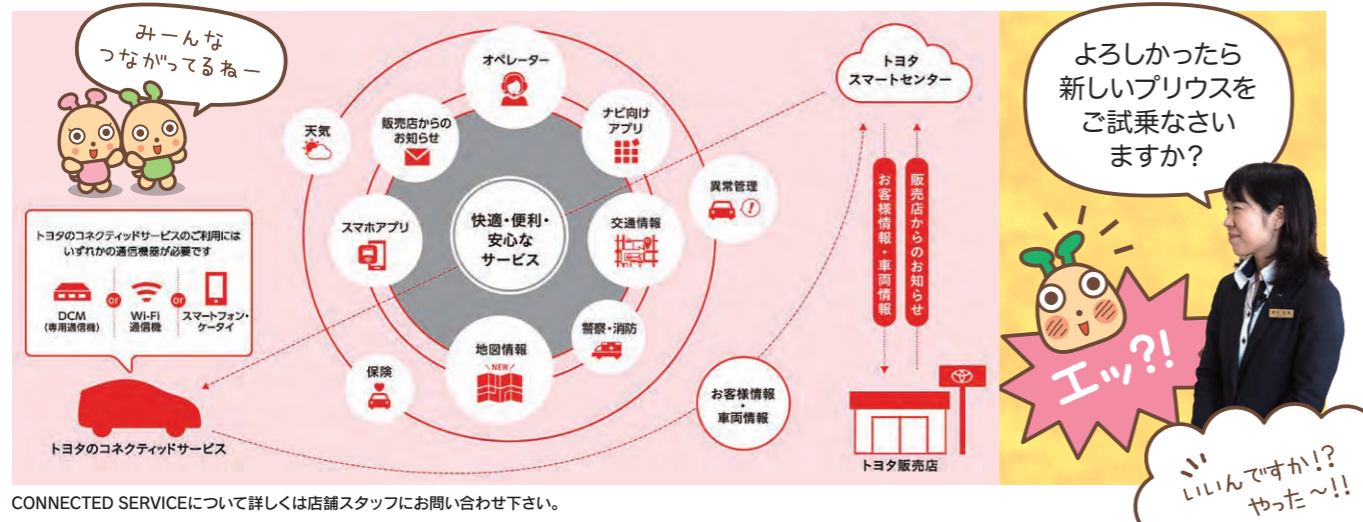 みーんな
つながってるねー
トヨタのコネクティッドサービスのご利用には
いずれかの通信機器が必要です
DCM
(専用通信機)
or
Wi-Fi
通信機
or
スマートフォン・
ケータイ
トヨタのコネクティッドサービス
オペレーター
天気
販売店からの
お知らせ
ナビ向け
アプリ
異常管理
スマホアプリ
快適・便利・
安心な
サービス
交通情報
警察・消防
地図情報
NEW
保険
トヨタ
スマートセンター
お客様情報・車両情報
販売店からのお知らせ
お客様情報
・
車両情報
トヨタ販売店
よろしかったら
新しいプリウスを
ご試乗なさい
ますか?
エッ?!
いいんですか!?
やった〜!!
CONNECTED SERVICEについて詳しくは店舗スタッフにお問い合わせ下さい。